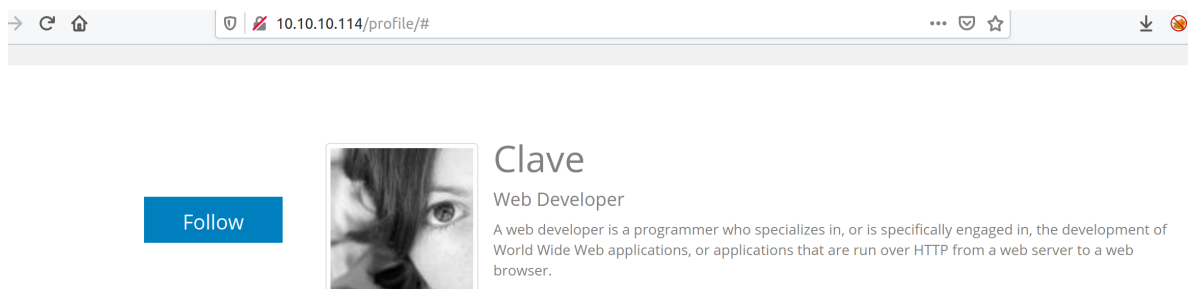 10.10.10.114/profile/#
Clave
Web Developer
Follow
A web developer is a programmer who specializes in, or is specifically engaged in, the development of
World Wide Web applications, or applications that are run over HTTP from a web server to a web
browser.